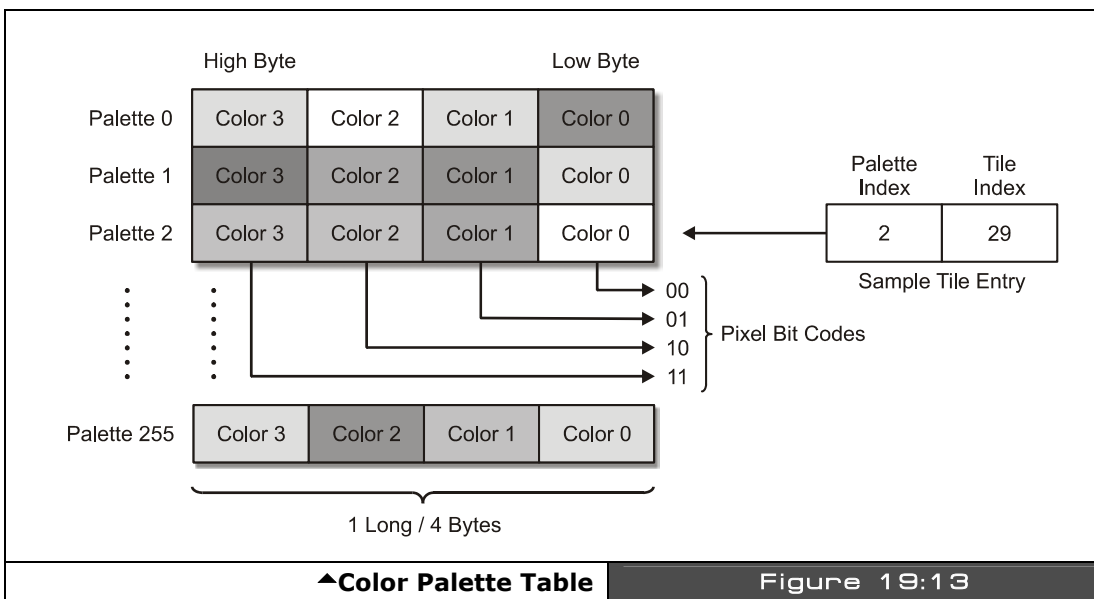 High Byte Low Byte
Palette 0 Color 3 Color 2 Color 1 Color 0
Palette 1 Color 3 Color 2 Color 1 Color 0
Palette 2 Color 3 Color 2 Color 1 Color 0
Palette
Index
Tile
Index
2 29
Sample Tile Entry
00
01
10
11
Pixel Bit Codes
Palette 255 Color 3 Color 2 Color 1 Color 0
1 Long / 4 Bytes
Color Palette Table Figure 19:13